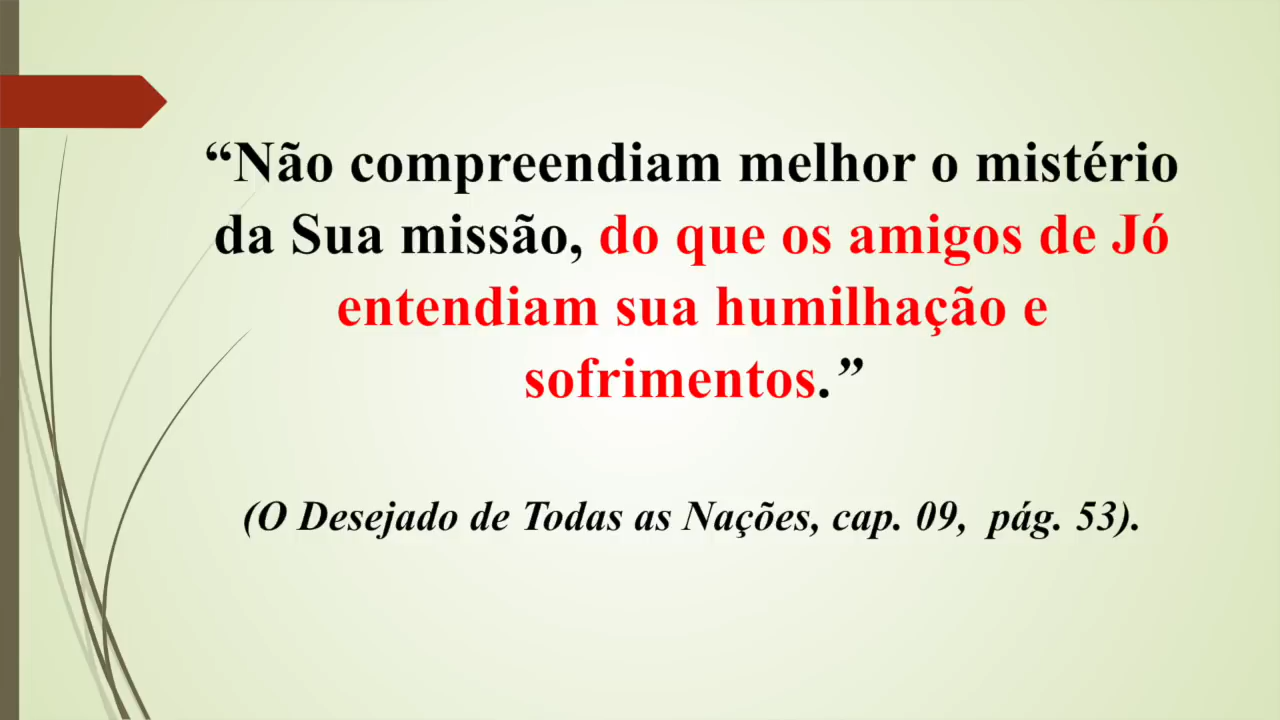 “Não compreendiam melhor o mistério
da Sua missão, do que os amigos de Jó
entendiam sua humilhação e
sofrimentos.”
(O Desejado de Todas as Nações, cap. 09, pág. 53).